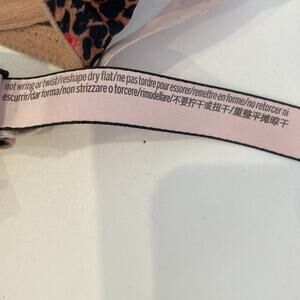 not wring or twist/reshape dry flat/ne pas tordre pour essorer/remettre en forme/no retorcer ni
escurrir/dar forma/non strizzare o torcere/rimodellare/不要拧干或扭干/重整平摊晾干